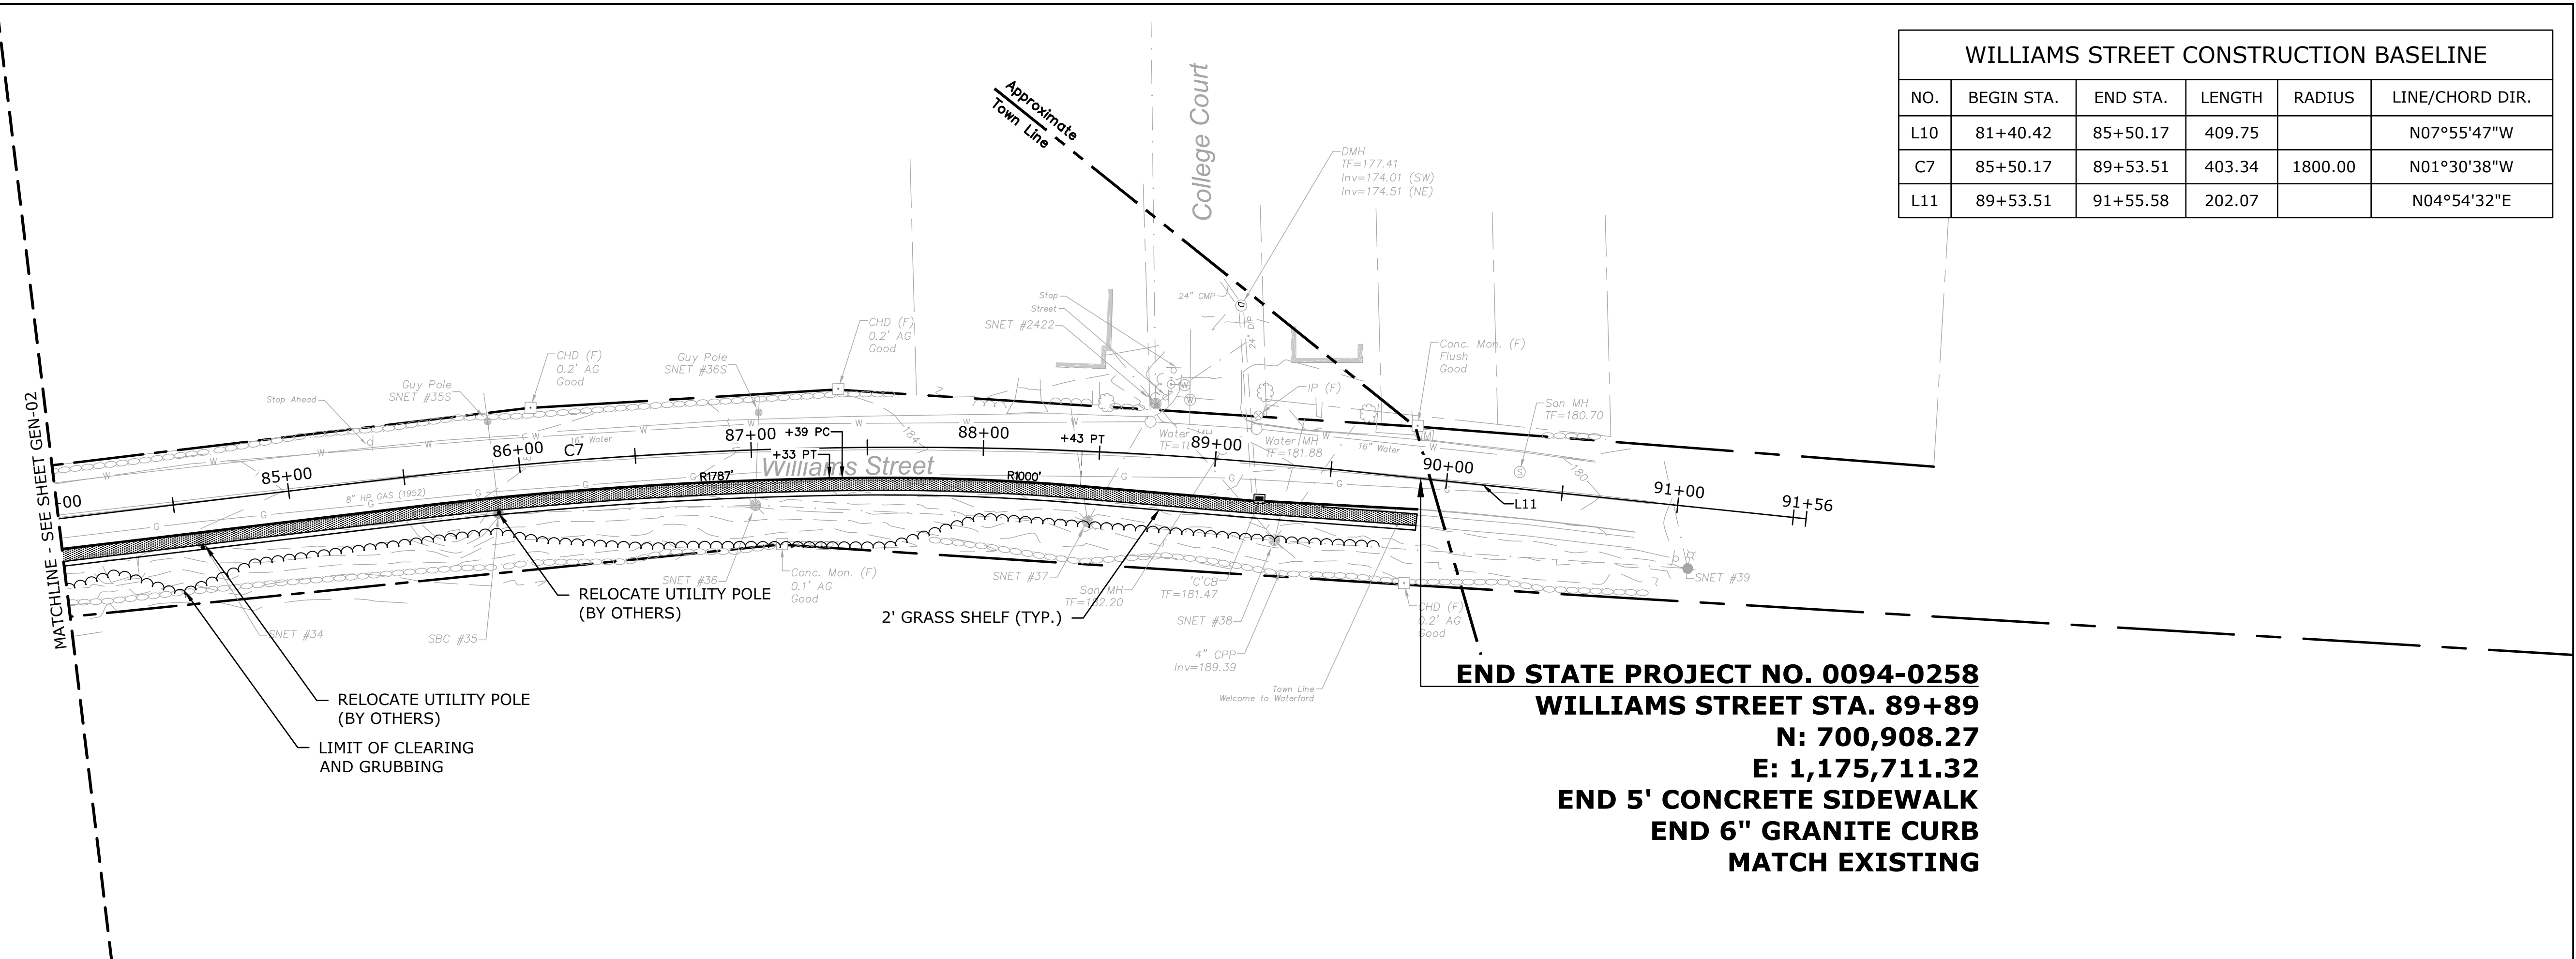 WILLIAMS STREET CONSTRUCTION BASELINE
NO. BEGIN STA. END STA. LENGTH RADIUS LINE/CHORD DIR.
L10 81+40.42 85+50.17 409.75 N07°55'47"W
C7 85+50.17 89+53.51 403.34 1800.00 N01°30'38"W
L11 89+53.51 91+55.58 202.07 N04°54'32"E
Approximate
Town Line
College Court
DMH
TF=177.41
Inv=174.01 (SW)
Inv=174.51 (NE)
24" CMP
24" DIP
Stop
Street
SNET #2422
CHD (F)
0.2' AG
Good
Guy Pole
SNET #36S
CHD (F)
0.2' AG
Good
Guy Pole
SNET #35S
Stop Ahead
Conc. Mon. (F)
Flush
Good
IP (F)
San MH
TF=180.70
MATCHLINE - SEE SHEET GEN-02
00
85+00
86+00
C7
87+00
+39 PC
+33 PT
88+00
+43 PT
89+00
90+00
91+00
91+56
L11
16" Water
184
Water MH
Water MH
TF=181.88
16" Water
180
Williams Street
R1787'
R1000'
8" HP GAS (1952)
SNET #34
SBC #35
SNET #36
Conc. Mon. (F)
0.1' AG
Good
SNET #37
San MH
TF=182.20
'C'CB
TF=181.47
SNET #38
4" CPP
Inv=189.39
Town Line
Welcome to Waterford
CHD (F)
0.2' AG
Good
SNET #39
RELOCATE UTILITY POLE
(BY OTHERS)
2' GRASS SHELF (TYP.)
RELOCATE UTILITY POLE
(BY OTHERS)
LIMIT OF CLEARING
AND GRUBBING
END STATE PROJECT NO. 0094-0258
WILLIAMS STREET STA. 89+89
N: 700,908.27
E: 1,175,711.32
END 5' CONCRETE SIDEWALK
END 6" GRANITE CURB
MATCH EXISTING